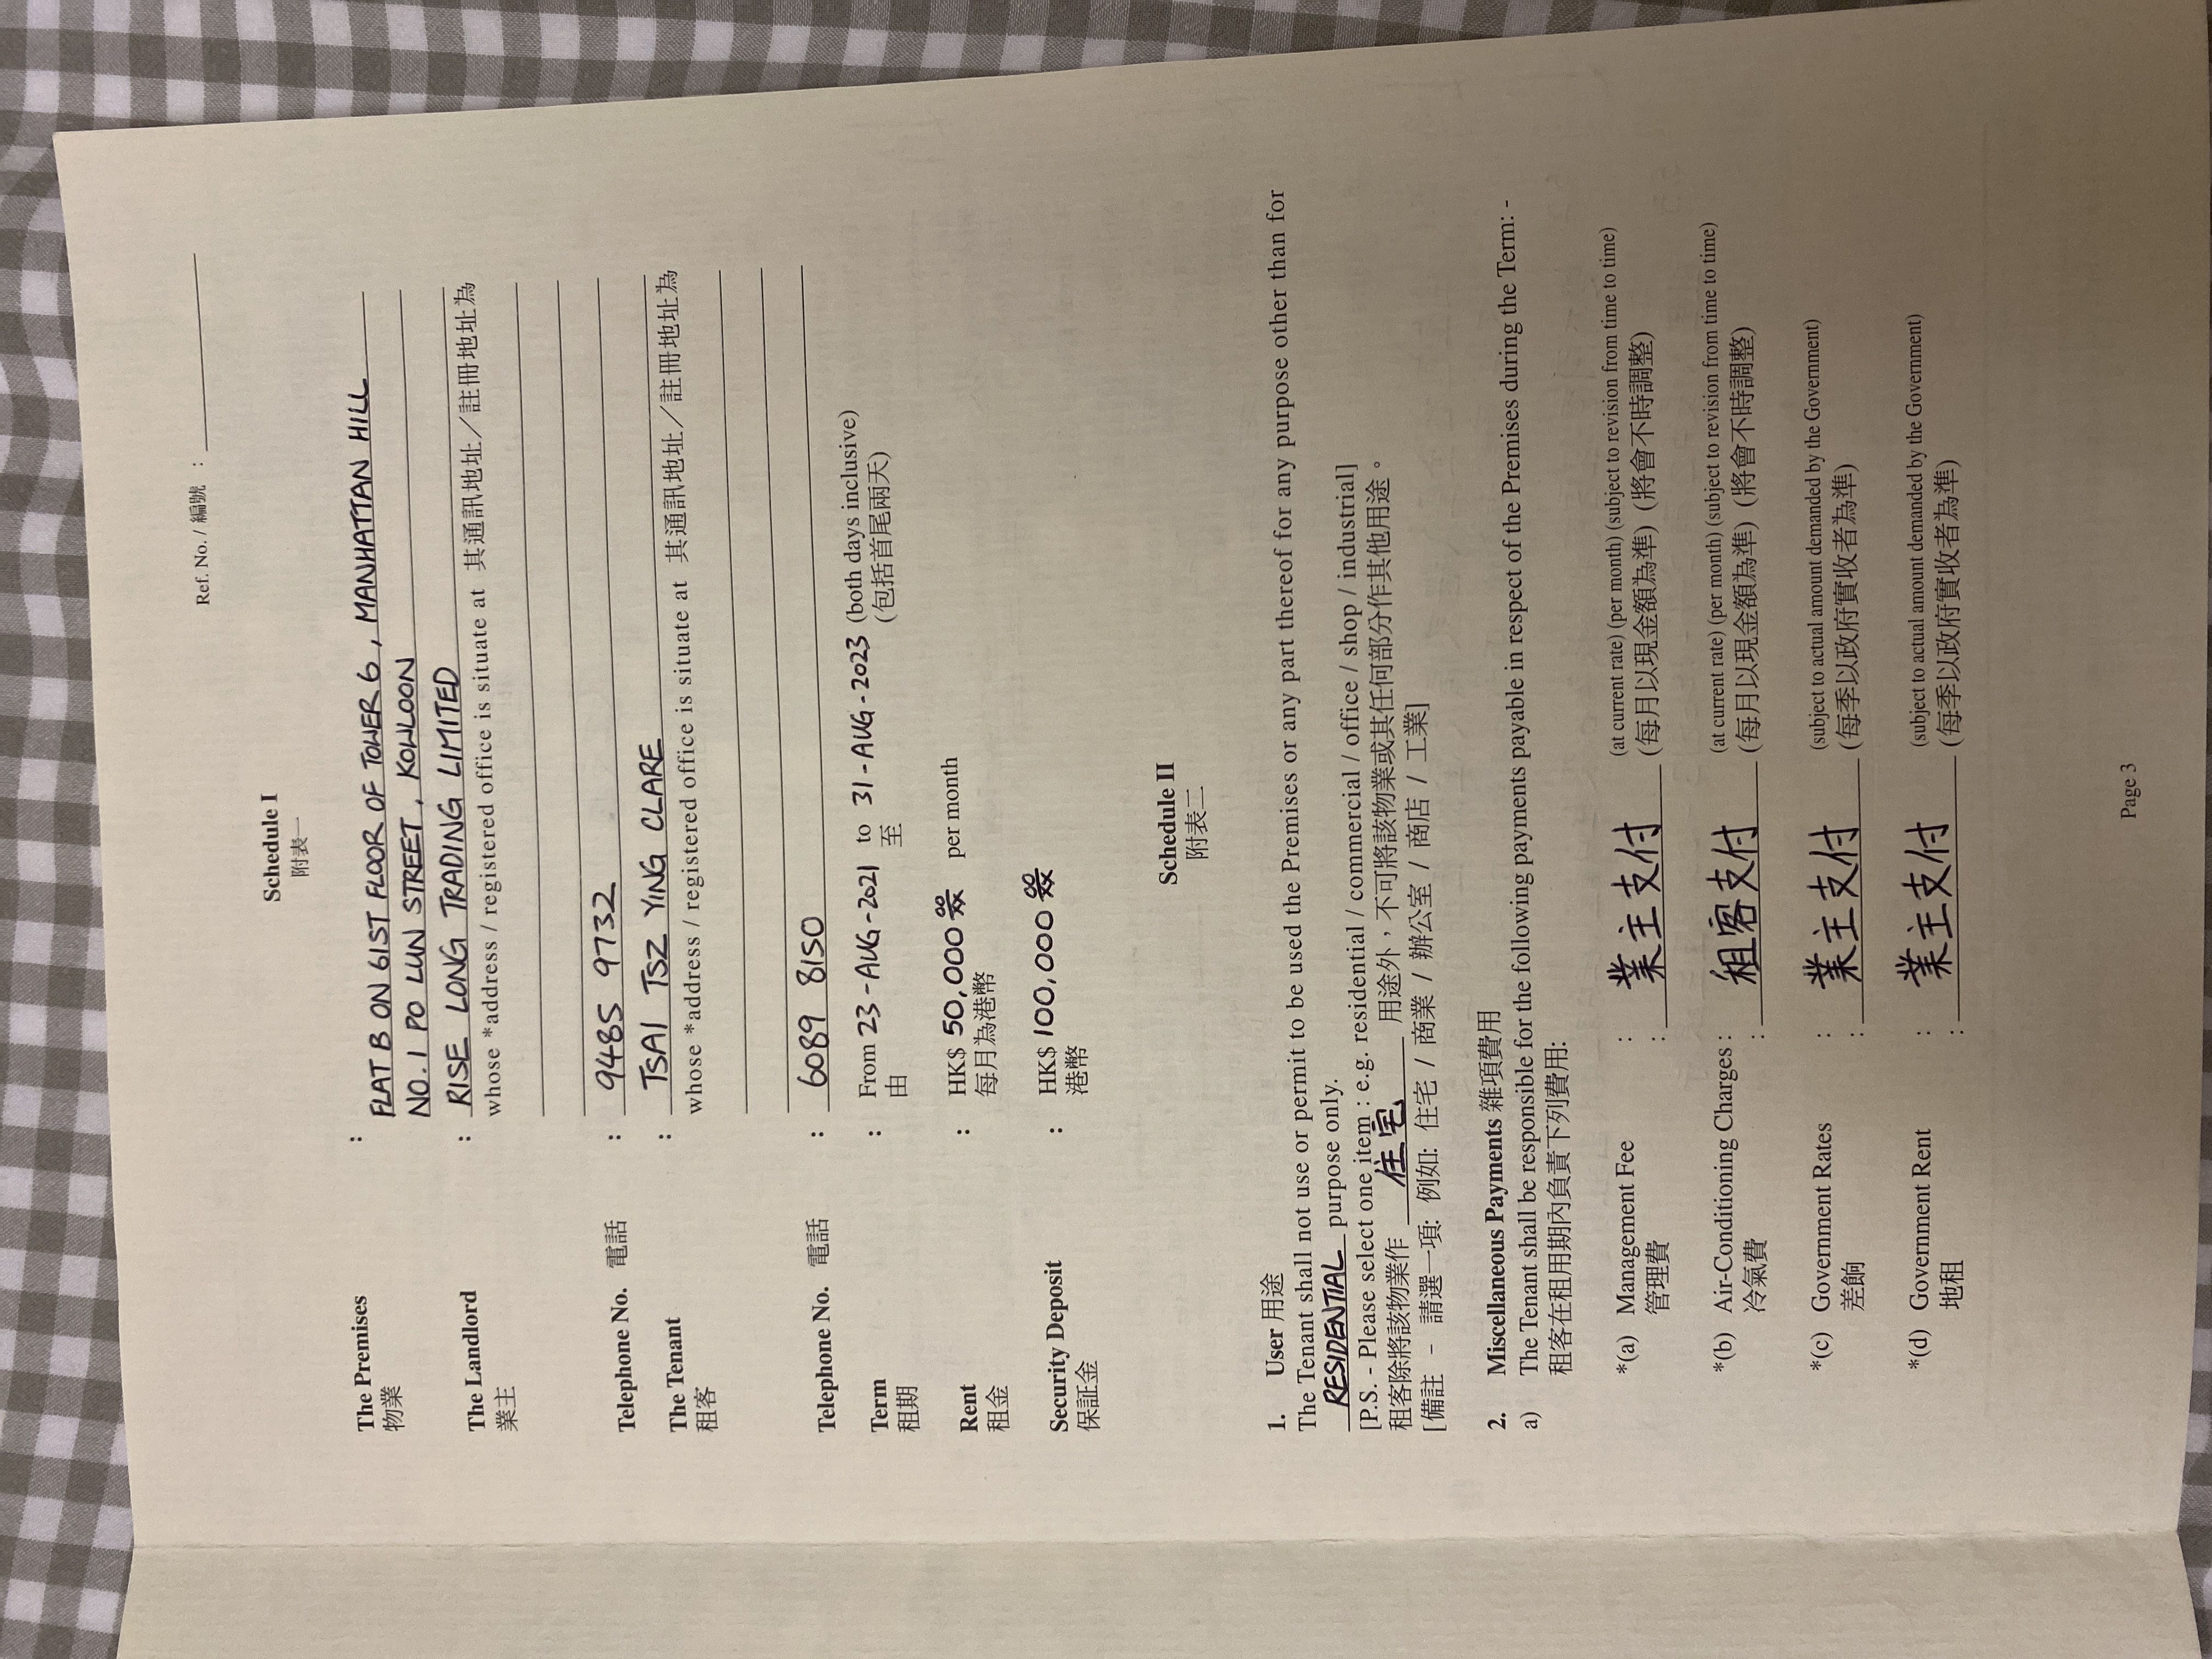 Ref. No. / 編號 :
Schedule I
附表一
The Premises : FLAT B ON 61ST FLOOR OF TOWER 6, MANHATTAN HILL
物業 NO. 1 PO LUN STREET, KOWLOON
The Landlord : RISE LONG TRADING LIMITED
業主 whose *address / registered office is situate at 其通訊地址／註冊地址為
Telephone No. 電話 : 9485 9732
The Tenant : TSAI TSZ YING CLARE
租客 whose *address / registered office is situate at 其通訊地址／註冊地址為
Telephone No. 電話 : 6089 8150
Term : From 23-AUG-2021 to 31-AUG-2023 (both days inclusive)
租期 由 至 (包括首尾兩天)
Rent : HK$ 50,000 per month
租金 每月為港幣
Security Deposit : HK$ 100,000
保証金 港幣
Schedule II
附表二
1. User 用途
The Tenant shall not use or permit to be used the Premises or any part thereof for any purpose other than for
RESIDENTIAL purpose only.
[P.S. - Please select one item : e.g. residential / commercial / office / shop / industrial]
租客除將該物業作 住宅 用途外，不可將該物業或其任何部分作其他用途。
[備註 – 請選一項: 例如: 住宅 / 商業 / 辦公室 / 商店 / 工業]
2. Miscellaneous Payments 雜項費用
a) The Tenant shall be responsible for the following payments payable in respect of the Premises during the Term: -
租客在租用期內負責下列費用:
*(a) Management Fee : (at current rate) (per month) (subject to revision from time to time)
管理費 : 業主支付 (每月以現金額為準) (將會不時調整)
*(b) Air-Conditioning Charges : (at current rate) (per month) (subject to revision from time to time)
冷氣費 : 租客支付 (每月以現金額為準) (將會不時調整)
*(c) Government Rates : (subject to actual amount demanded by the Government)
差餉 : 業主支付 (每季以政府實收者為準)
*(d) Government Rent : (subject to actual amount demanded by the Government)
地租 : 業主支付 (每季以政府實收者為準)
Page 3